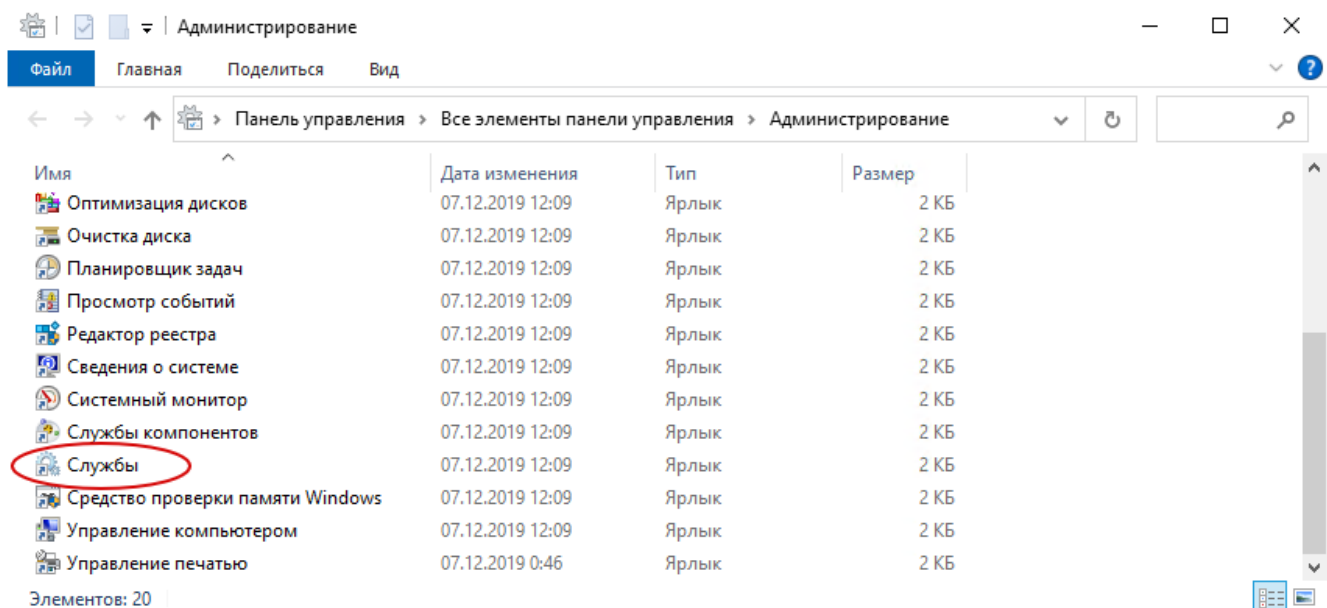 Администрирование
Файл Главная Поделиться Вид
Панель управления Все элементы панели управления Администрирование
Имя Дата изменения Тип Размер
Оптимизация дисков 07.12.2019 12:09 Ярлык 2 КБ
Очистка диска 07.12.2019 12:09 Ярлык 2 КБ
Планировщик задач 07.12.2019 12:09 Ярлык 2 КБ
Просмотр событий 07.12.2019 12:09 Ярлык 2 КБ
Редактор реестра 07.12.2019 12:09 Ярлык 2 КБ
Сведения о системе 07.12.2019 12:09 Ярлык 2 КБ
Системный монитор 07.12.2019 12:09 Ярлык 2 КБ
Службы компонентов 07.12.2019 12:09 Ярлык 2 КБ
Службы 07.12.2019 12:09 Ярлык 2 КБ
Средство проверки памяти Windows 07.12.2019 12:09 Ярлык 2 КБ
Управление компьютером 07.12.2019 12:09 Ярлык 2 КБ
Управление печатью 07.12.2019 0:46 Ярлык 2 КБ
Элементов: 20